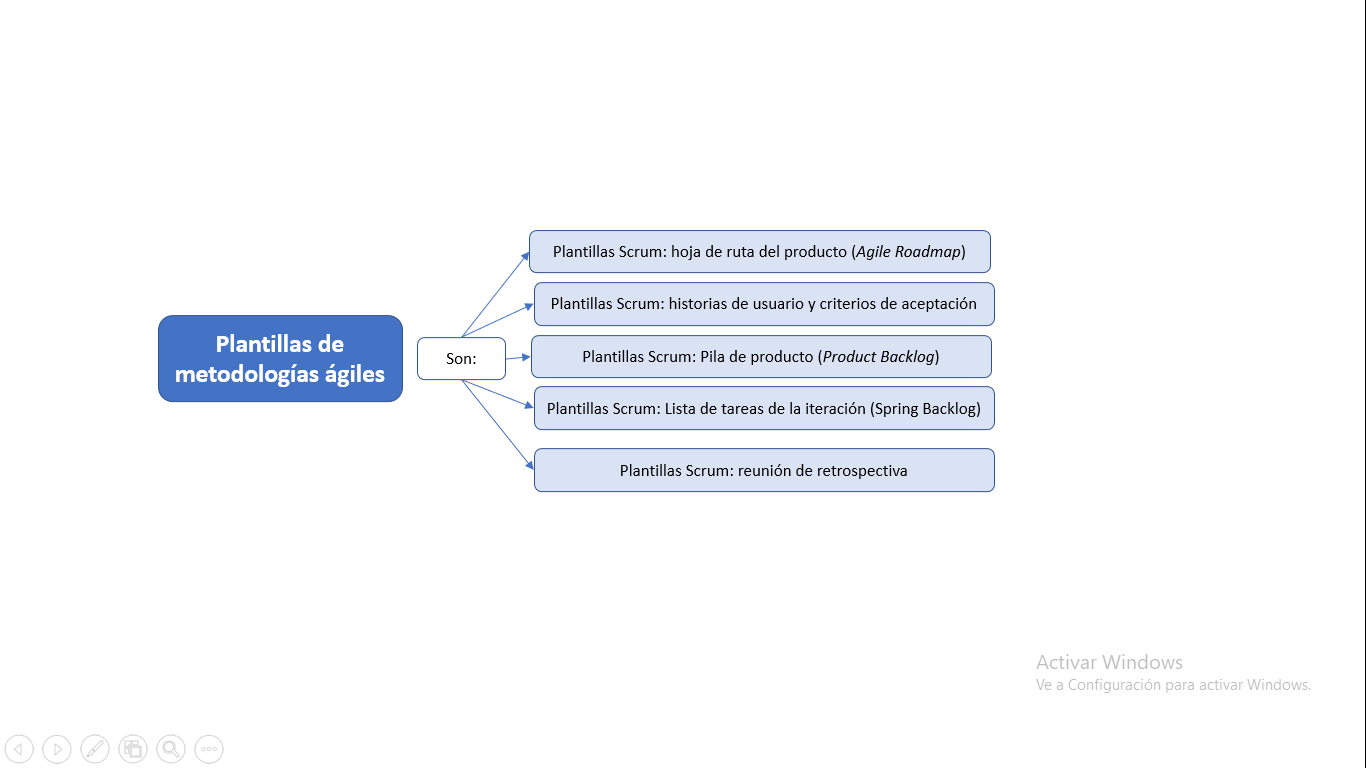 Plantillas Scrum: hoja de ruta del producto (Agile Roadmap)
Plantillas Scrum: historias de usuario y criterios de aceptación
Plantillas de
metodologías ágiles
Son:
Plantillas Scrum: Pila de producto (Product Backlog)
Plantillas Scrum: Lista de tareas de la iteración (Spring Backlog)
Plantillas Scrum: reunión de retrospectiva
Activar Windows
Ve a Configuración para activar Windows.